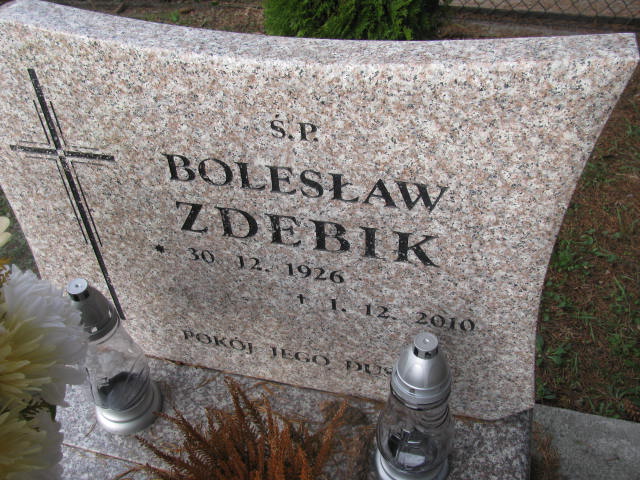 Ś.P.
BOLESŁAW
ZDEBIK
* 30. 12. 1926
† 1. 12. 2010
POKÓJ JEGO